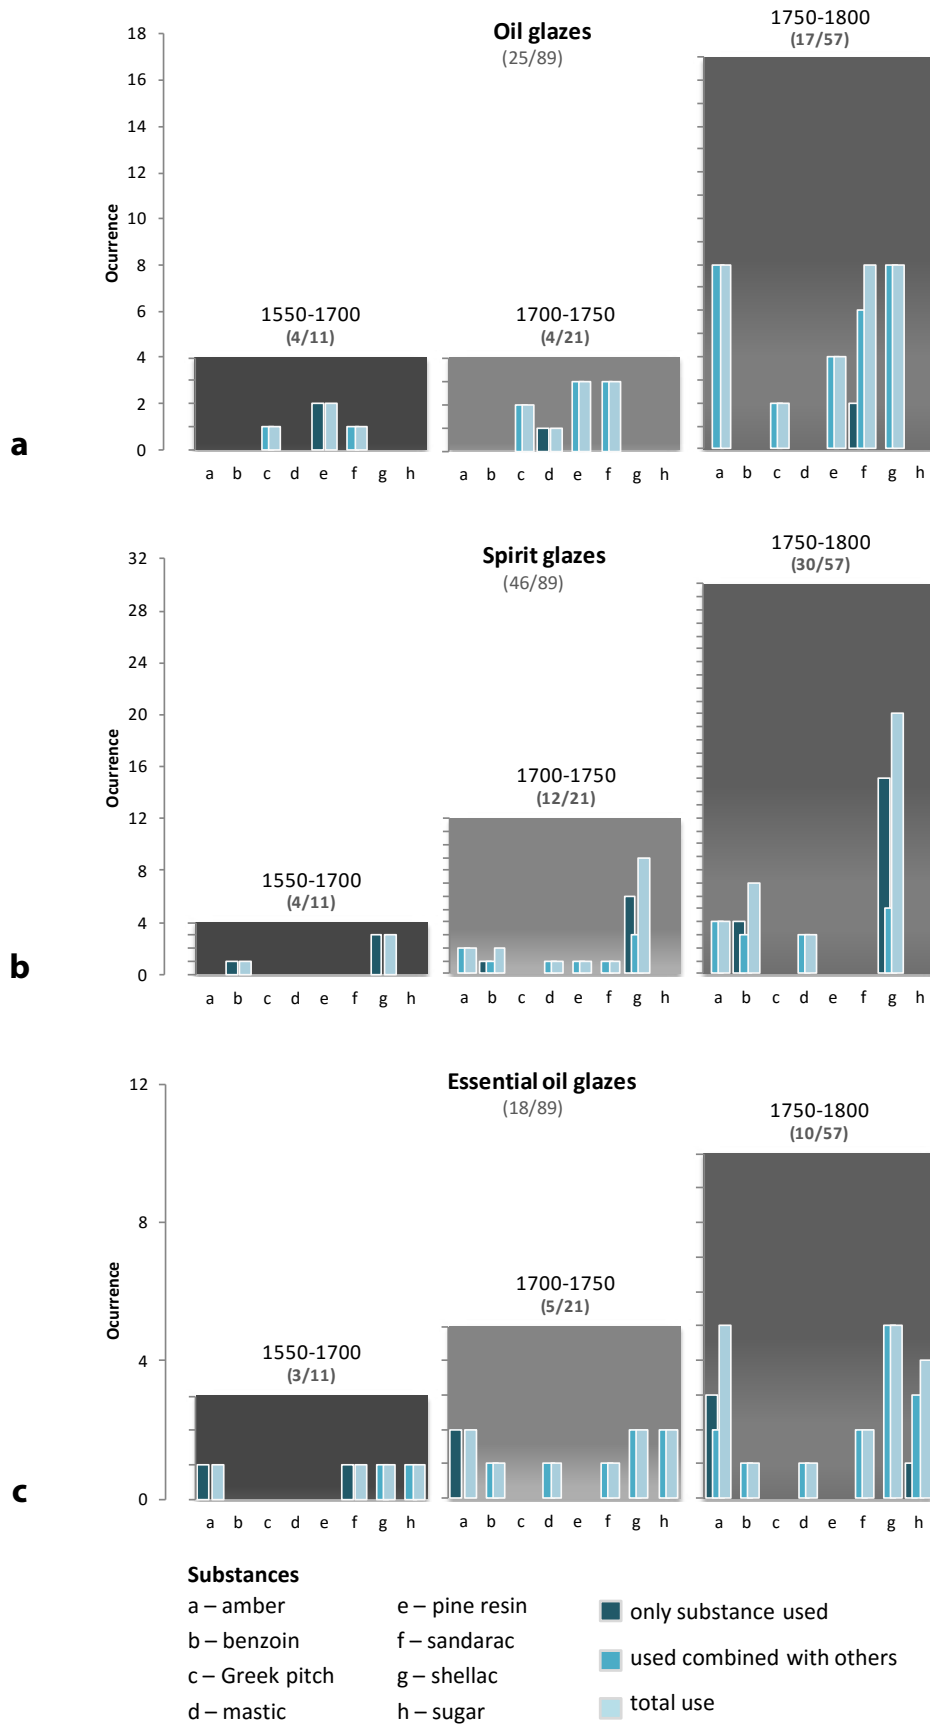 Oil glazes
(25/89)
1750-1800
(17/57)
18
16
14
12
10
8
6
4
2
0
Ocurrence
1550-1700
(4/11)
1700-1750
(4/21)
a
a b c d e f g h
a b c d e f g h
a b c d e f g h
Spirit glazes
(46/89)
1750-1800
(30/57)
32
28
24
20
16
12
8
4
0
Ocurrence
1700-1750
(12/21)
1550-1700
(4/11)
b
a b c d e f g h
a b c d e f g h
a b c d e f g h
Essential oil glazes
(18/89)
1750-1800
(10/57)
12
8
4
0
Ocurrence
1700-1750
(5/21)
1550-1700
(3/11)
c
a b c d e f g h
a b c d e f g h
a b c d e f g h
Substances
a – amber
b – benzoin
c – Greek pitch
d – mastic
e – pine resin
f – sandarac
g – shellac
h – sugar
only substance used
used combined with others
total use